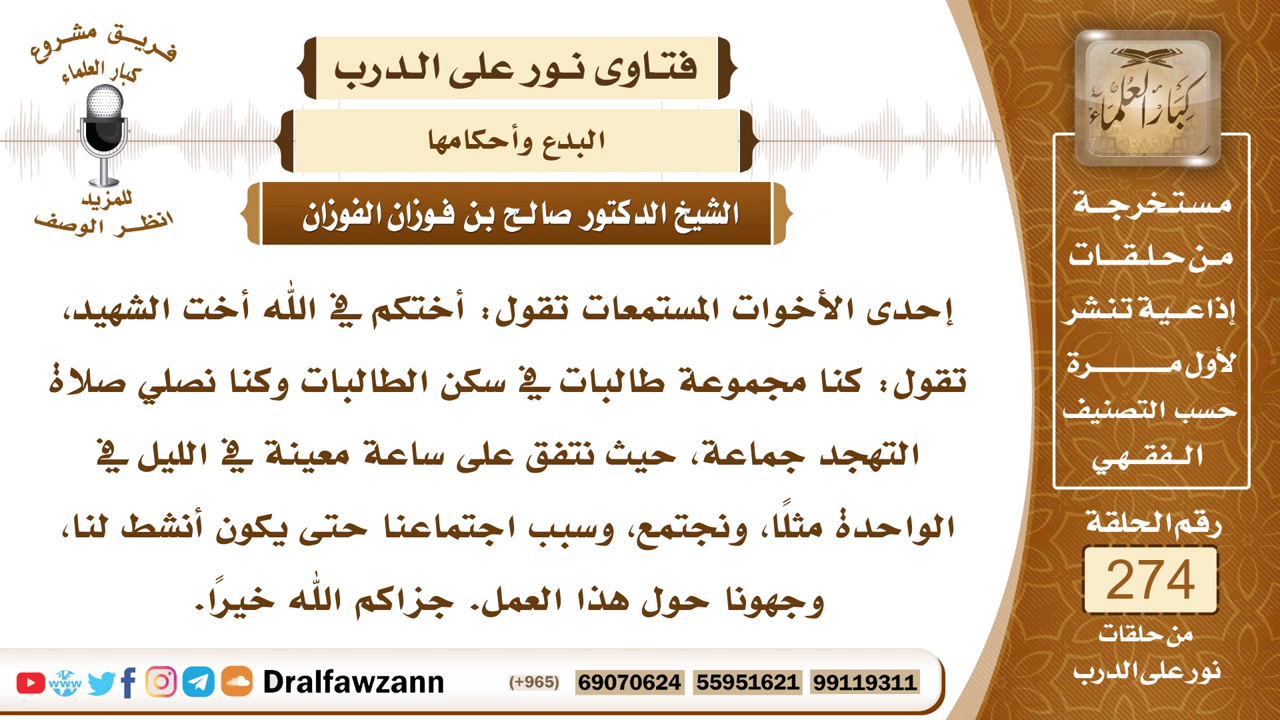 فريق مشروع
كبار العلماء
للمزيد
انظر الوصف
فتاوى نور على الدرب
البدع وأحكامها
الشيخ الدكتور صالح بن فوزان الفوزان
إحدى الأخوات المستمعات تقول: أختكم في الله أخت الشهيد،
تقول: كنا مجموعة طالبات في سكن الطالبات وكنا نصلي صلاة
التهجد جماعة، حيث نتفق على ساعة معينة في الليل في
الواحدة مثلًا، ونجتمع، وسبب اجتماعنا حتى يكون أنشط لنا،
وجهونا حول هذا العمل. جزاكم الله خيرًا.
كبار العلماء
مستخرجة
من حلقات
إذاعية تنشر
لأول مرة
حسب التصنيف
الفقهي
رقم الحلقة
274
من حلقات
نور على الدرب
www
Dralfawzann
(+965) 69070624 55951621 99119311